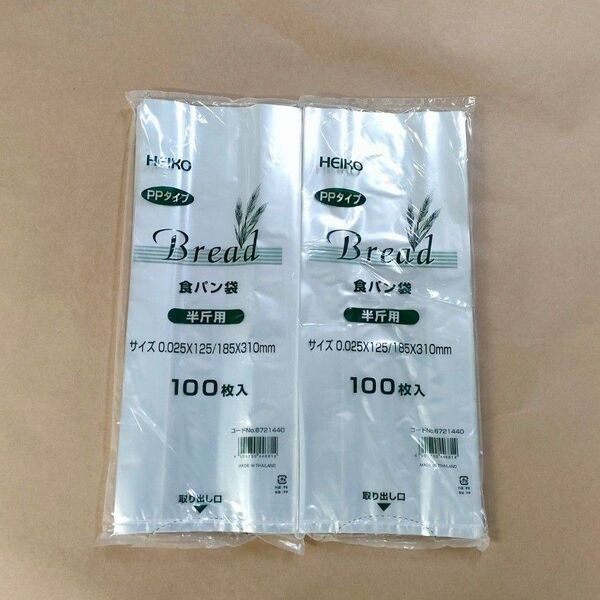 HEIKO
PPタイプ
Bread
食パン袋
半斤用
サイズ 0.025X125/185X310mm
100枚入
コードNo.6721440
MADE IN THAILAND
取り出し口
HEIKO
PPタイプ
Bread
食パン袋
半斤用
サイズ 0.025X125/185X310mm
100枚入
コードNo.6721440
MADE IN THAILAND
取り出し口